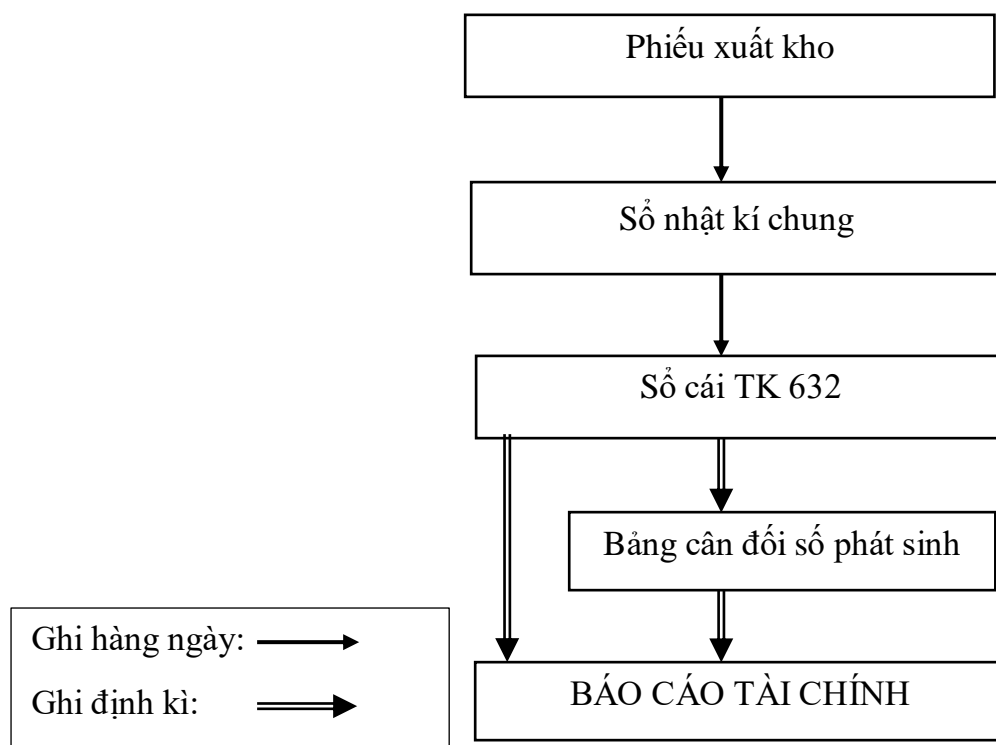 Phiếu xuất kho
Sổ nhật kí chung
Sổ cái TK 632
Bảng cân đối số phát sinh
BÁO CÁO TÀI CHÍNH
Ghi hàng ngày:
Ghi định kì: